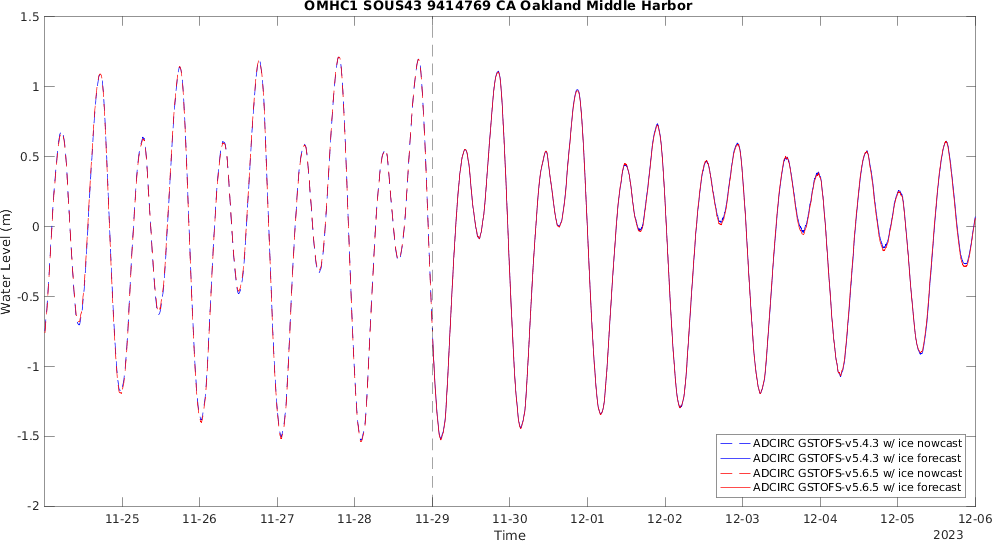 OMHC1 SOUS43 9414769 CA Oakland Middle Harbor
1.5
1
0.5
0
-0.5
-1
-1.5
-2
Water Level (m)
ADCIRC GSTOFS-v5.4.3 w/ ice nowcast
ADCIRC GSTOFS-v5.4.3 w/ ice forecast
ADCIRC GSTOFS-v5.6.5 w/ ice nowcast
ADCIRC GSTOFS-v5.6.5 w/ ice forecast
11-25 11-26 11-27 11-28 11-29 11-30 12-01 12-02 12-03 12-04 12-05 12-06
Time
2023